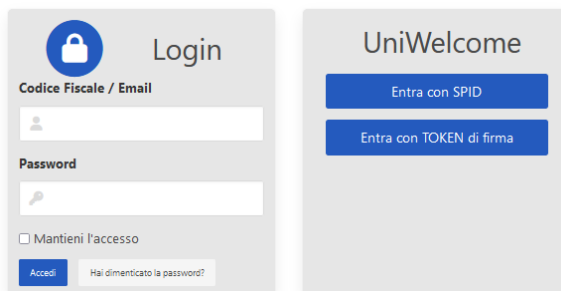 Login
Codice Fiscale / Email
Password
Mantieni l'accesso
Accedi
Hai dimenticato la password?
UniWelcome
Entra con SPID
Entra con TOKEN di firma